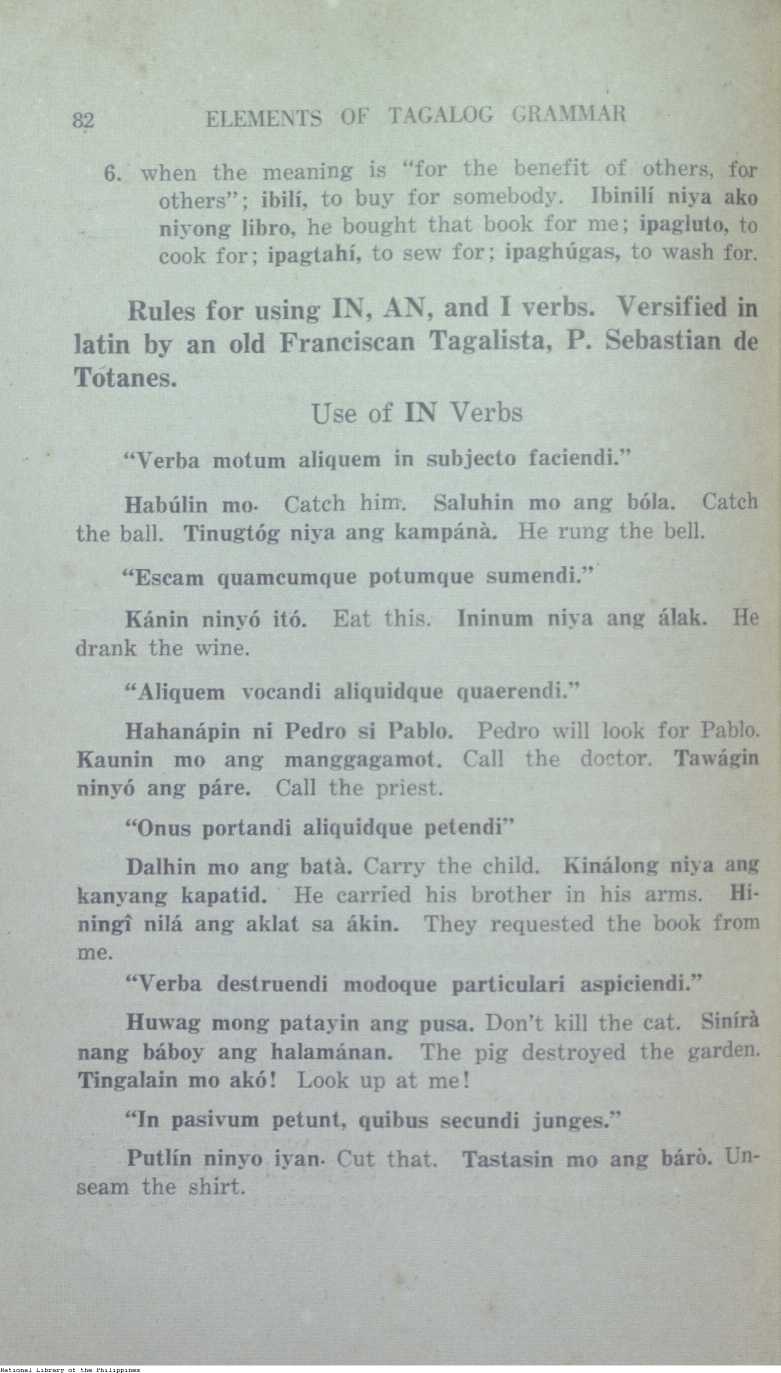 82 ELEMENTS OF TAGALOG GRAMMAR
6. when the meaning is “for the benefit of others, for
others”; ibilí, to buy for somebody. Ibinilí niya ako
niyong libro, he bought that book for me; ipagluto, to
cook for; ipagtahí, to sew for; ipaghúgas, to wash for.
Rules for using IN, AN, and I verbs. Versified in
latin by an old Franciscan Tagalista, P. Sebastian de
Totanes.
Use of IN Verbs
“Verba motum aliquem in subjecto faciendi.”
Habúlin mo. Catch him. Saluhin mo ang bóla. Catch
the ball. Tinugtóg niya ang kampánà. He rung the bell.
“Escam quamcumque potumque sumendi.”
Kánin ninyó itó. Eat this. Ininum niya ang álak. He
drank the wine.
“Aliquem vocandi aliquidque quaerendi.”
Hahanápin ni Pedro si Pablo. Pedro will look for Pablo.
Kaunin mo ang manggagamot. Call the doctor. Tawágin
ninyó ang páre. Call the priest.
“Onus portandi aliquidque petendi”
Dalhin mo ang batà. Carry the child. Kinálong niya ang
kanyang kapatid. He carried his brother in his arms. Hi-
ningî nilá ang aklat sa ákin. They requested the book from
me.
“Verba destruendi modoque particulari aspiciendi.”
Huwag mong patayin ang pusa. Don't kill the cat. Sinírà
nang báboy ang halamánan. The pig destroyed the garden.
Tingalain mo akó! Look up at me!
“In pasivum petunt, quibus secundi junges.”
Putlín ninyo iyan. Cut that. Tastasin mo ang bárò. Un-
seam the shirt.
National Library of the Philippines